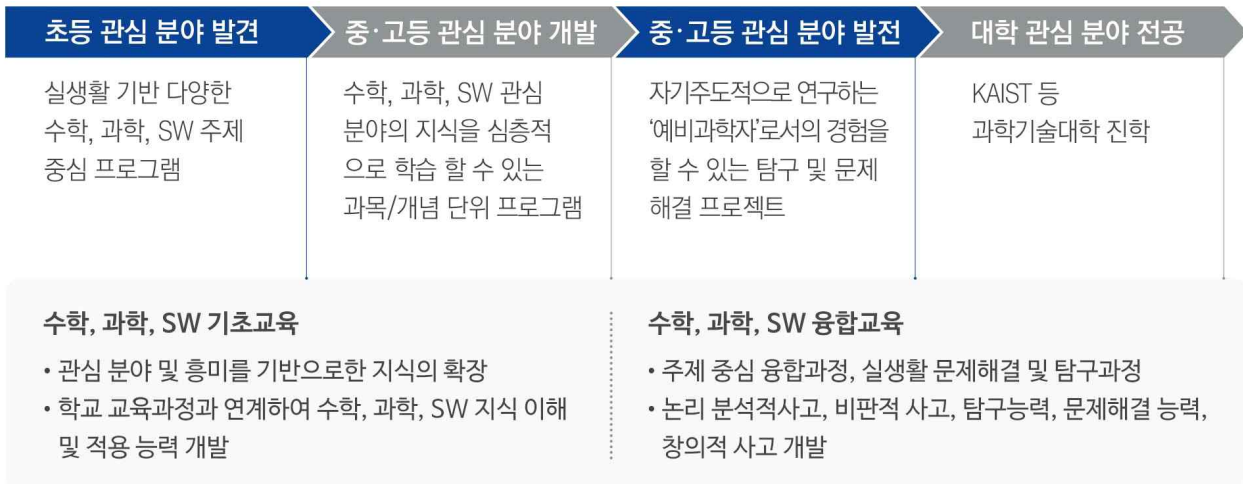 초등 관심 분야 발견
중·고등 관심 분야 개발
중·고등 관심 분야 발전
대학 관심 분야 전공
실생활 기반 다양한
수학, 과학, SW 주제
중심 프로그램
수학, 과학, SW 관심
분야의 지식을 심층적
으로 학습 할 수 있는
과목/개념 단위 프로그램
자기주도적으로 연구하는
‘예비과학자’로서의 경험을
할 수 있는 탐구 및 문제
해결 프로젝트
KAIST 등
과학기술대학 진학
수학, 과학, SW 기초교육
• 관심 분야 및 흥미를 기반으로한 지식의 확장
• 학교 교육과정과 연계하여 수학, 과학, SW 지식 이해
및 적용 능력 개발
수학, 과학, SW 융합교육
• 주제 중심 융합과정, 실생활 문제해결 및 탐구과정
• 논리 분석적사고, 비판적 사고, 탐구능력, 문제해결 능력,
창의적 사고 개발